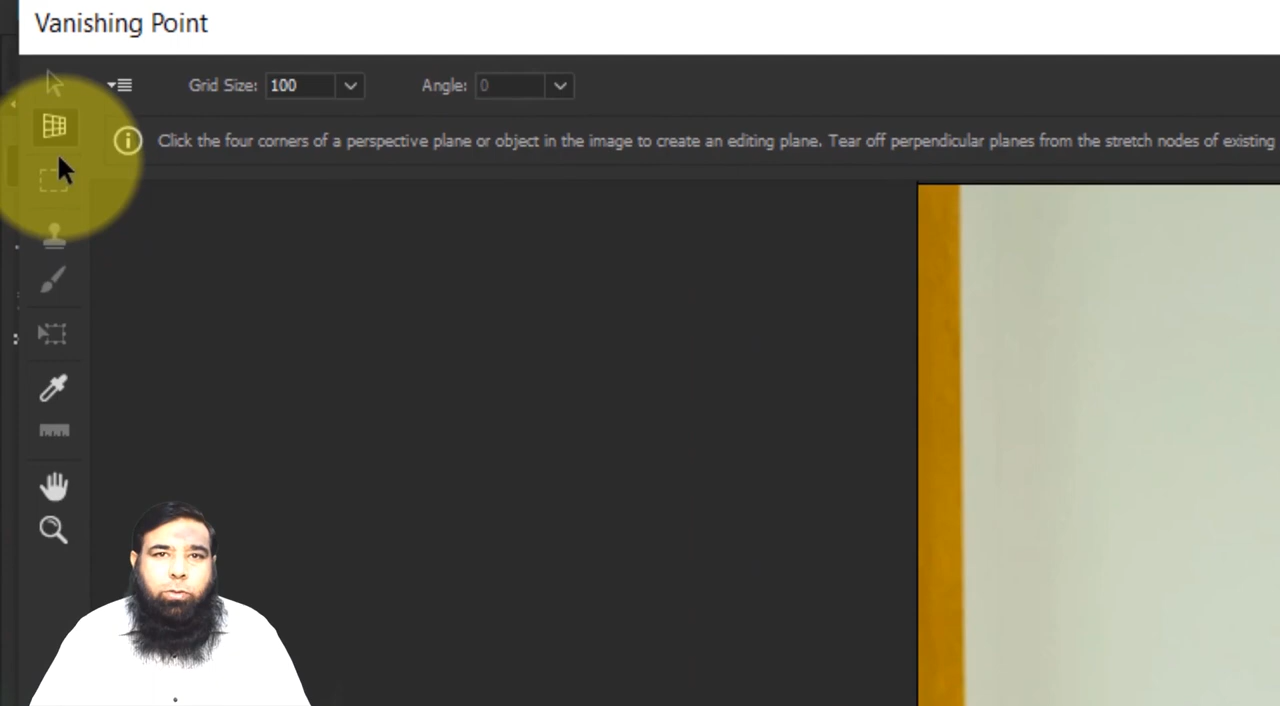 Vanishing Point
Grid Size: 100 Angle: 0
Click the four corners of a perspective plane or object in the image to create an editing plane. Tear off perpendicular planes from the stretch nodes of existing